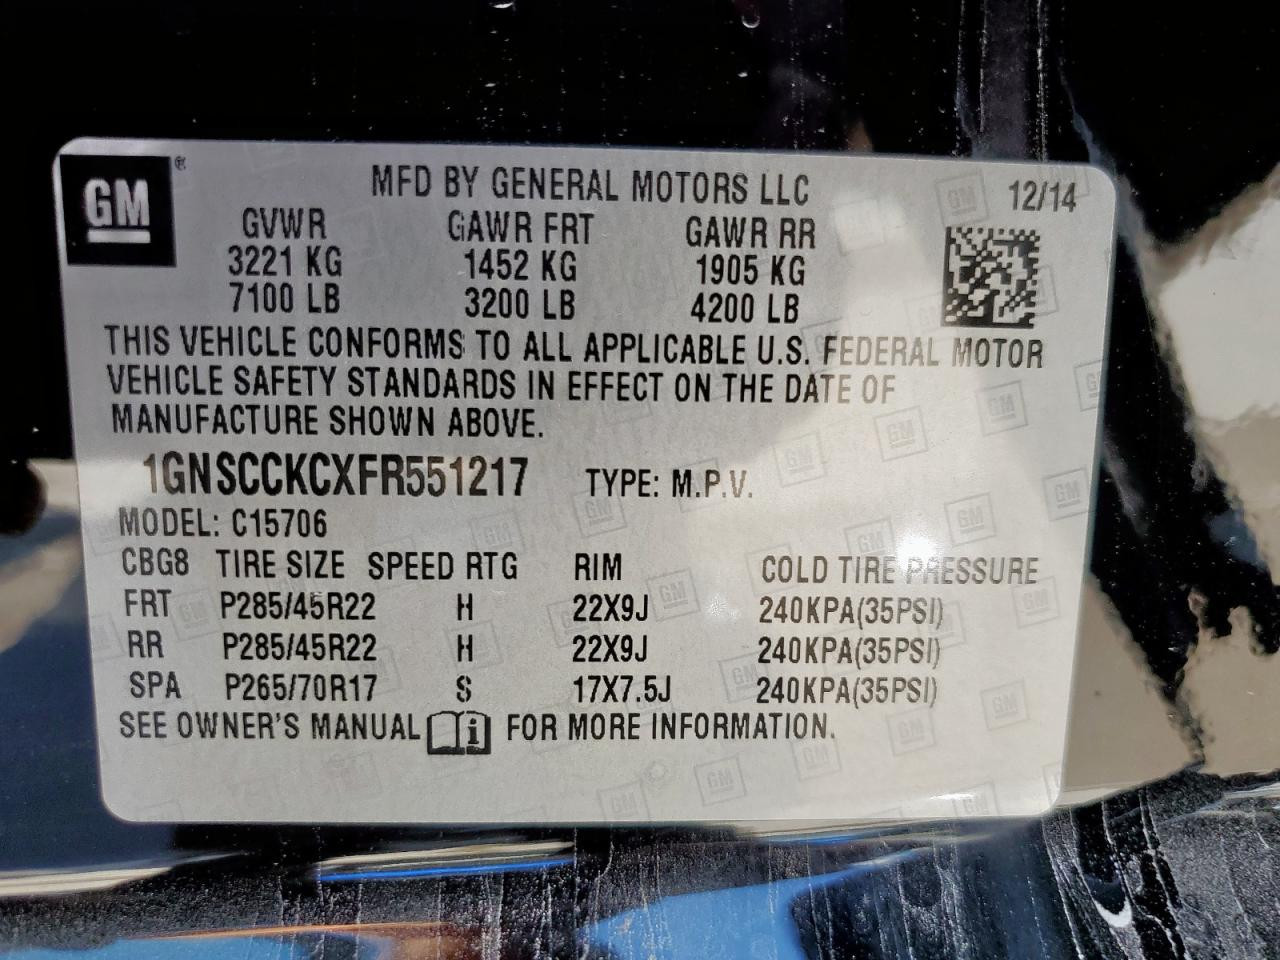 GM ® MFD BY GENERAL MOTORS LLC 12/14
GVWR GAWR FRT GAWR RR
3221 KG 1452 KG 1905 KG
7100 LB 3200 LB 4200 LB
THIS VEHICLE CONFORMS TO ALL APPLICABLE U.S. FEDERAL MOTOR
VEHICLE SAFETY STANDARDS IN EFFECT ON THE DATE OF
MANUFACTURE SHOWN ABOVE.
1GNSCCKCXFR551217 TYPE: M.P.V.
MODEL: C15706
CBG8 TIRE SIZE SPEED RTG RIM COLD TIRE PRESSURE
FRT P285/45R22 H 22X9J 240KPA(35PSI)
RR P285/45R22 H 22X9J 240KPA(35PSI)
SPA P265/70R17 S 17X7.5J 240KPA(35PSI)
SEE OWNER'S MANUAL i FOR MORE INFORMATION.